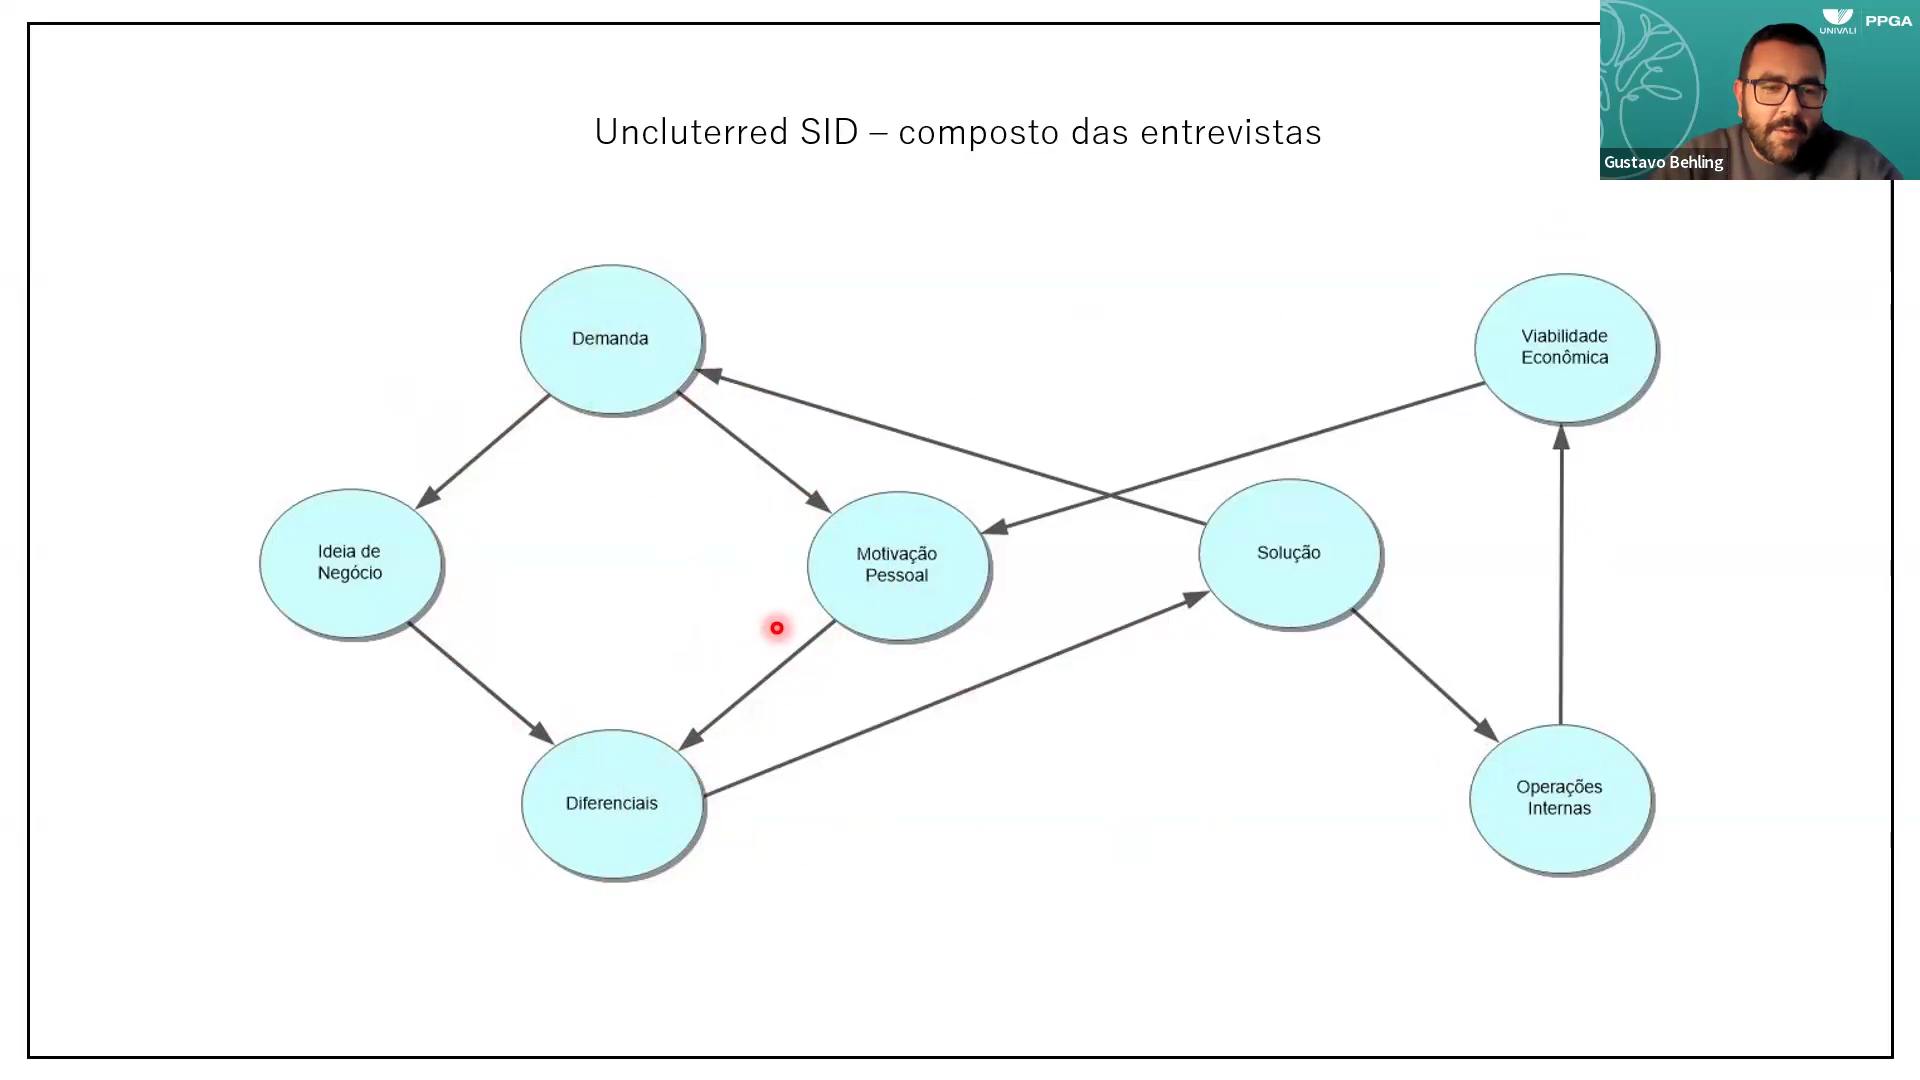 UNIVALI
PPGA
Gustavo Behling
Uncluterred SID – composto das entrevistas
Demanda
Viabilidade
Econômica
Ideia de
Negócio
Motivação
Pessoal
Solução
Diferenciais
Operações
Internas